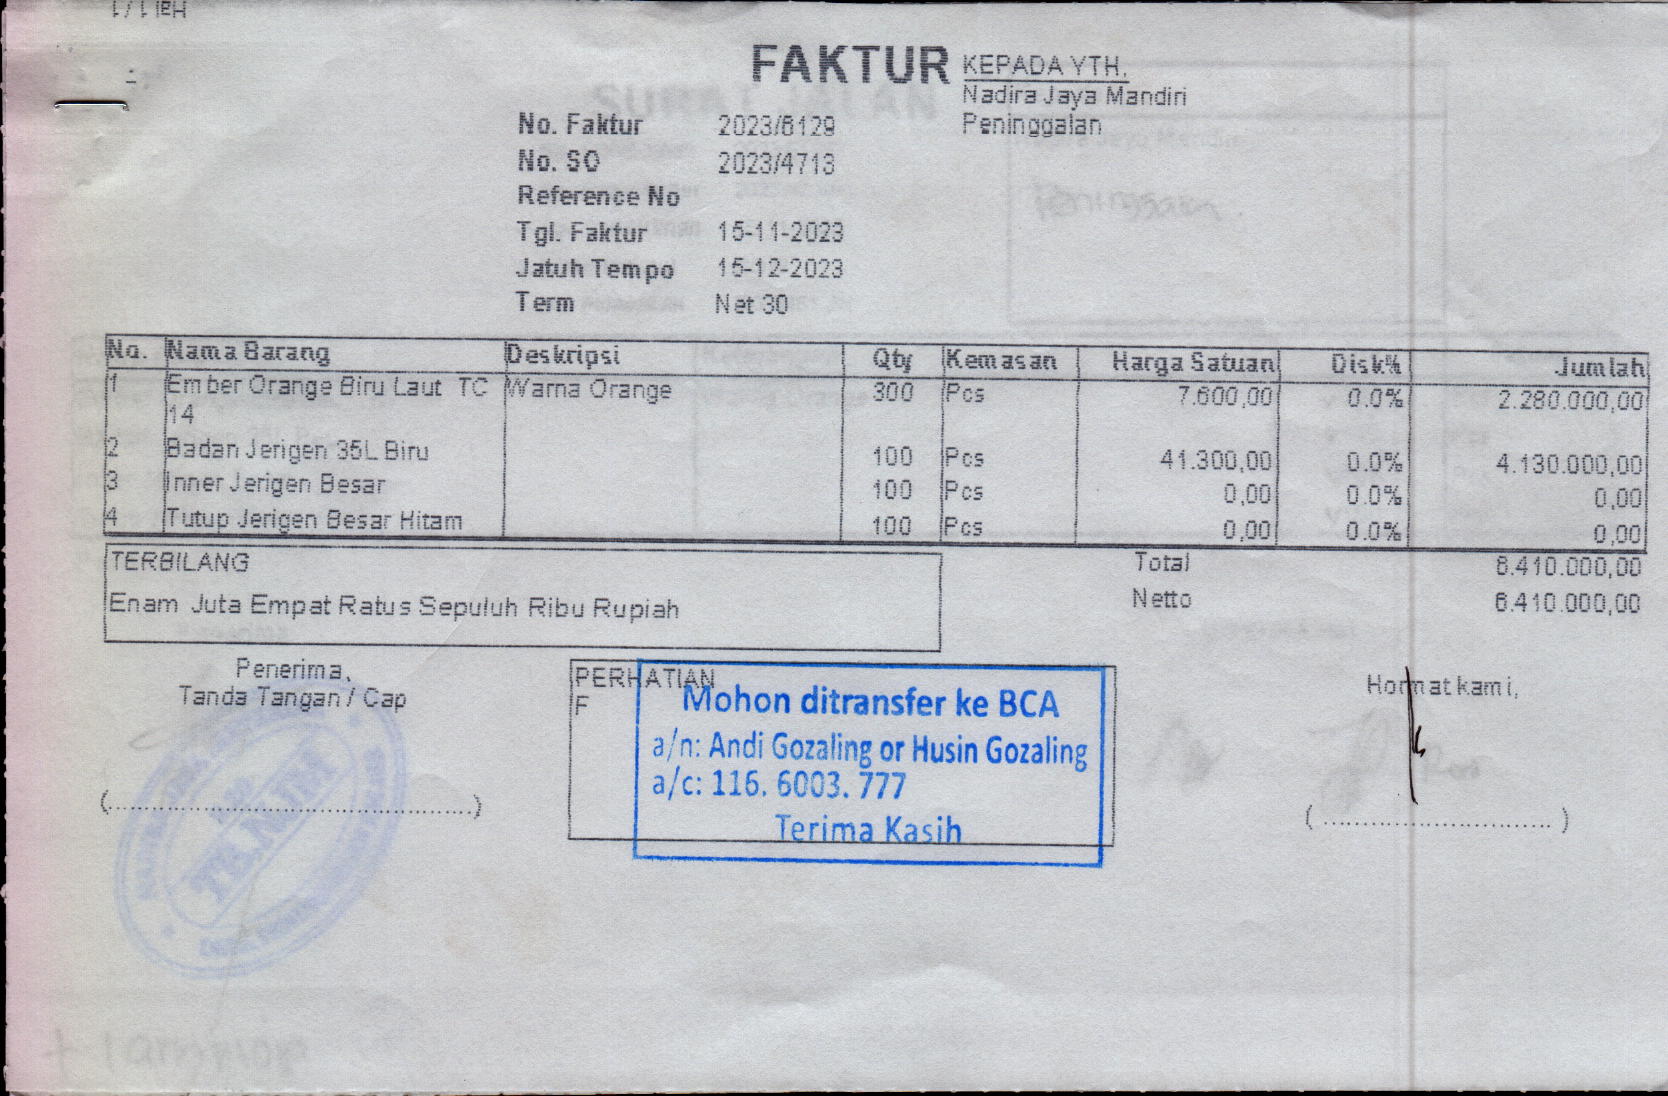 Hal 1 / 1
FAKTUR
KEPADA YTH.
Nadira Jaya Mandiri
Peninggalan
No. Faktur 2023/6129
No. SO 2023/4713
Reference No
Tgl. Faktur 15-11-2023
Jatuh Tempo 15-12-2023
Term Net 30
No. Nama Barang Deskripsi Qty Kemasan Harga Satuan Disk% Jumlah
1 Ember Orange Biru Laut TC Warna Orange 300 Pcs 7.600,00 0.0% 2.280.000,00
14
2 Badan Jerigen 35L Biru 100 Pcs 41.300,00 0.0% 4.130.000,00
3 Inner Jerigen Besar 100 Pcs 0,00 0.0% 0,00
4 Tutup Jerigen Besar Hitam 100 Pcs 0,00 0.0% 0,00
TERBILANG
Enam Juta Empat Ratus Sepuluh Ribu Rupiah
Total 6.410.000,00
Netto 6.410.000,00
Penerima,
Tanda Tangan / Cap
(..........................................................)
PERHATIAN
F
Mohon ditransfer ke BCA
a/n: Andi Gozaling or Husin Gozaling
a/c: 116. 6003. 777
Terima Kasih
Hormat kami,
( .................................... )